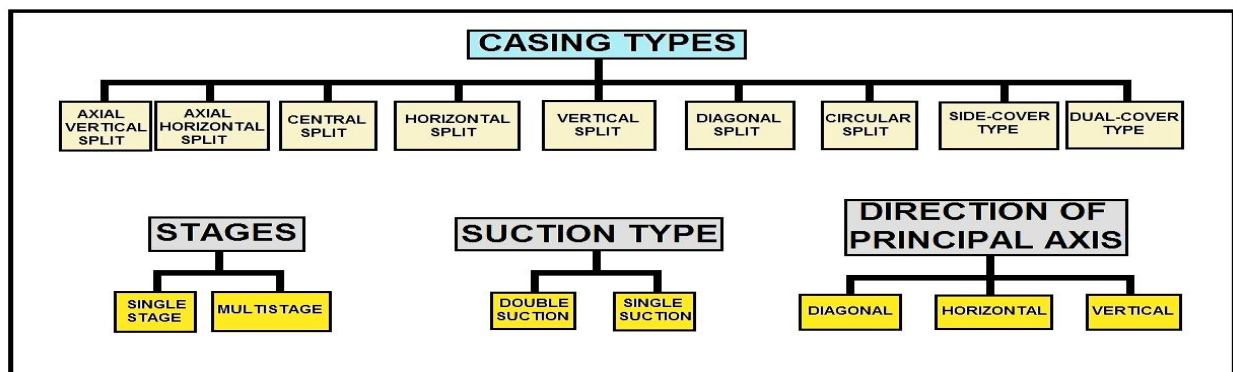 CASING TYPES
AXIAL
VERTICAL
SPLIT
AXIAL
HORIZONTAL
SPLIT
CENTRAL
SPLIT
HORIZONTAL
SPLIT
VERTICAL
SPLIT
DIAGONAL
SPLIT
CIRCULAR
SPLIT
SIDE-COVER
TYPE
DUAL-COVER
TYPE
STAGES
SINGLE
STAGE
MULTISTAGE
SUCTION TYPE
DOUBLE
SUCTION
SINGLE
SUCTION
DIRECTION OF
PRINCIPAL AXIS
DIAGONAL
HORIZONTAL
VERTICAL